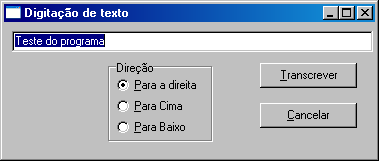 Digitação de texto
Teste do programa
Direção
Para a direita
Transcrever
Para Cima
Cancelar
Para Baixo